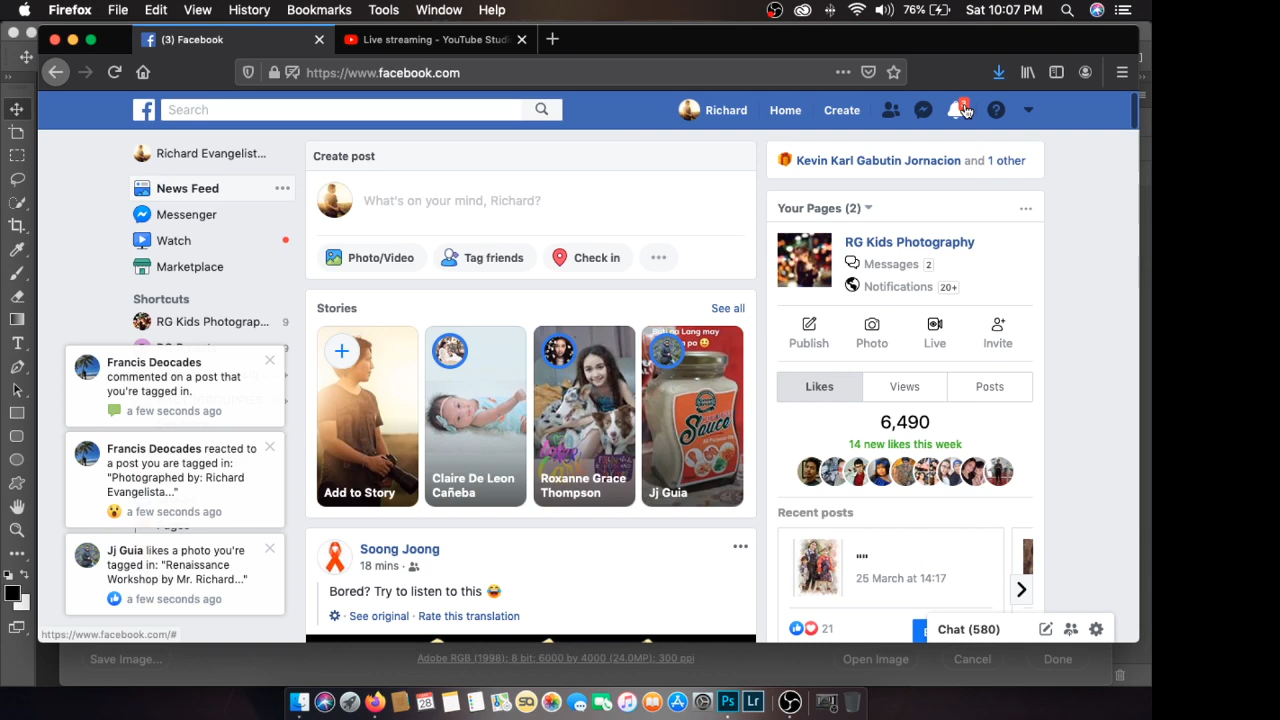 Firefox File Edit View History Bookmarks Tools Window Help
76% Sat 10:07 PM
(3) Facebook
Live streaming - YouTube Studi
https://www.facebook.com
Search
Richard Home Create
Richard Evangelist...
News Feed
Messenger
Watch
Marketplace
Shortcuts
RG Kids Photograp... 9
Francis Deocades
commented on a post that
you're tagged in.
a few seconds ago
Francis Deocades reacted to
a post you are tagged in:
"Photographed by: Richard
Evangelista..."
a few seconds ago
Jj Guia likes a photo you're
tagged in: "Renaissance
Workshop by Mr. Richard..."
a few seconds ago
https://www.facebook.com/#
Create post
What's on your mind, Richard?
Photo/Video
Tag friends
Check in
Stories
See all
Add to Story
Claire De Leon
Cañeba
Roxanne Grace
Thompson
Lang may
Sauce
Jj Guia
Soong Joong
18 mins ·
Bored? Try to listen to this 😂
See original · Rate this translation
Kevin Karl Gabutin Jornacion and 1 other
Your Pages (2)
RG Kids Photography
Messages 2
Notifications 20+
Publish
Photo
Live
Invite
Likes
Views
Posts
6,490
14 new likes this week
Recent posts
""
25 March at 14:17
21
Chat (580)
Save Image...
Adobe RGB (1998); 8 bit; 6000 by 4000 (24.0MP); 300 ppi
Open Image
Cancel
Done
28
SQ
Ps
Lr